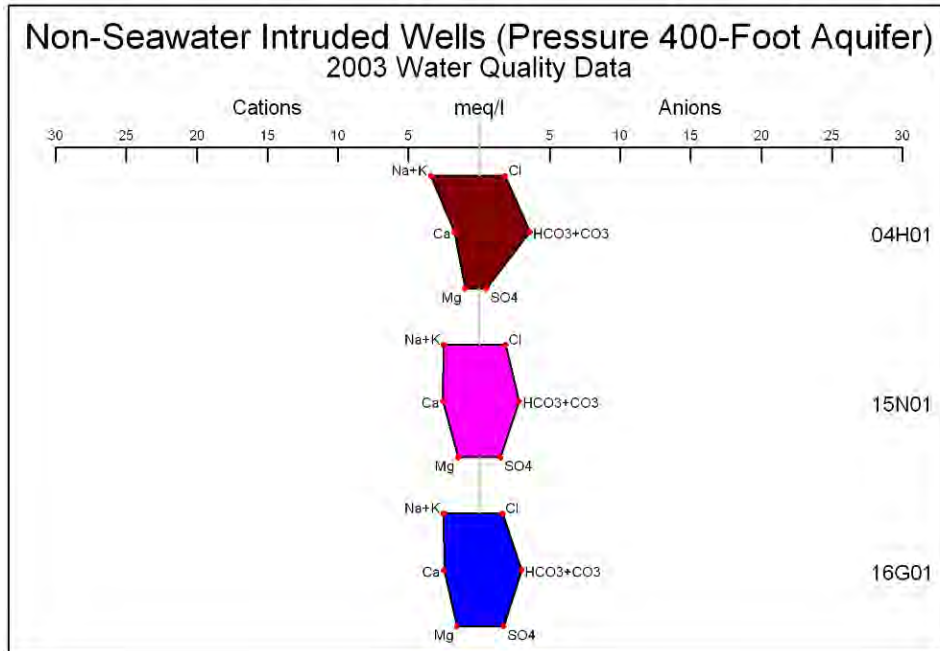 Non-Seawater Intruded Wells (Pressure 400-Foot Aquifer)
2003 Water Quality Data
Cations meq/l Anions
30 25 20 15 10 5 5 10 15 20 25 30
Na+K Cl
Ca HCO3+CO3 04H01
Mg SO4
Na+K Cl
Ca HCO3+CO3 15N01
Mg SO4
Na+K Cl
Ca HCO3+CO3 16G01
Mg SO4